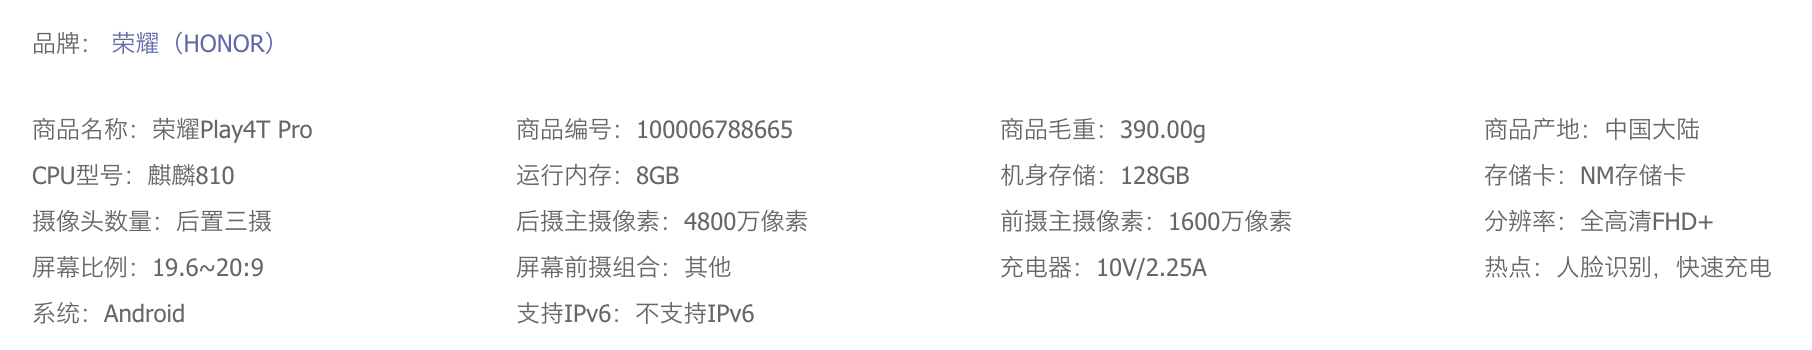 品牌： 荣耀（HONOR）
商品名称：荣耀Play4T Pro 商品编号：100006788665 商品毛重：390.00g 商品产地：中国大陆
CPU型号：麒麟810 运行内存：8GB 机身存储：128GB 存储卡：NM存储卡
摄像头数量：后置三摄 后摄主摄像素：4800万像素 前摄主摄像素：1600万像素 分辨率：全高清FHD+
屏幕比例：19.6~20:9 屏幕前摄组合：其他 充电器：10V/2.25A 热点：人脸识别，快速充电
系统：Android 支持IPv6：不支持IPv6